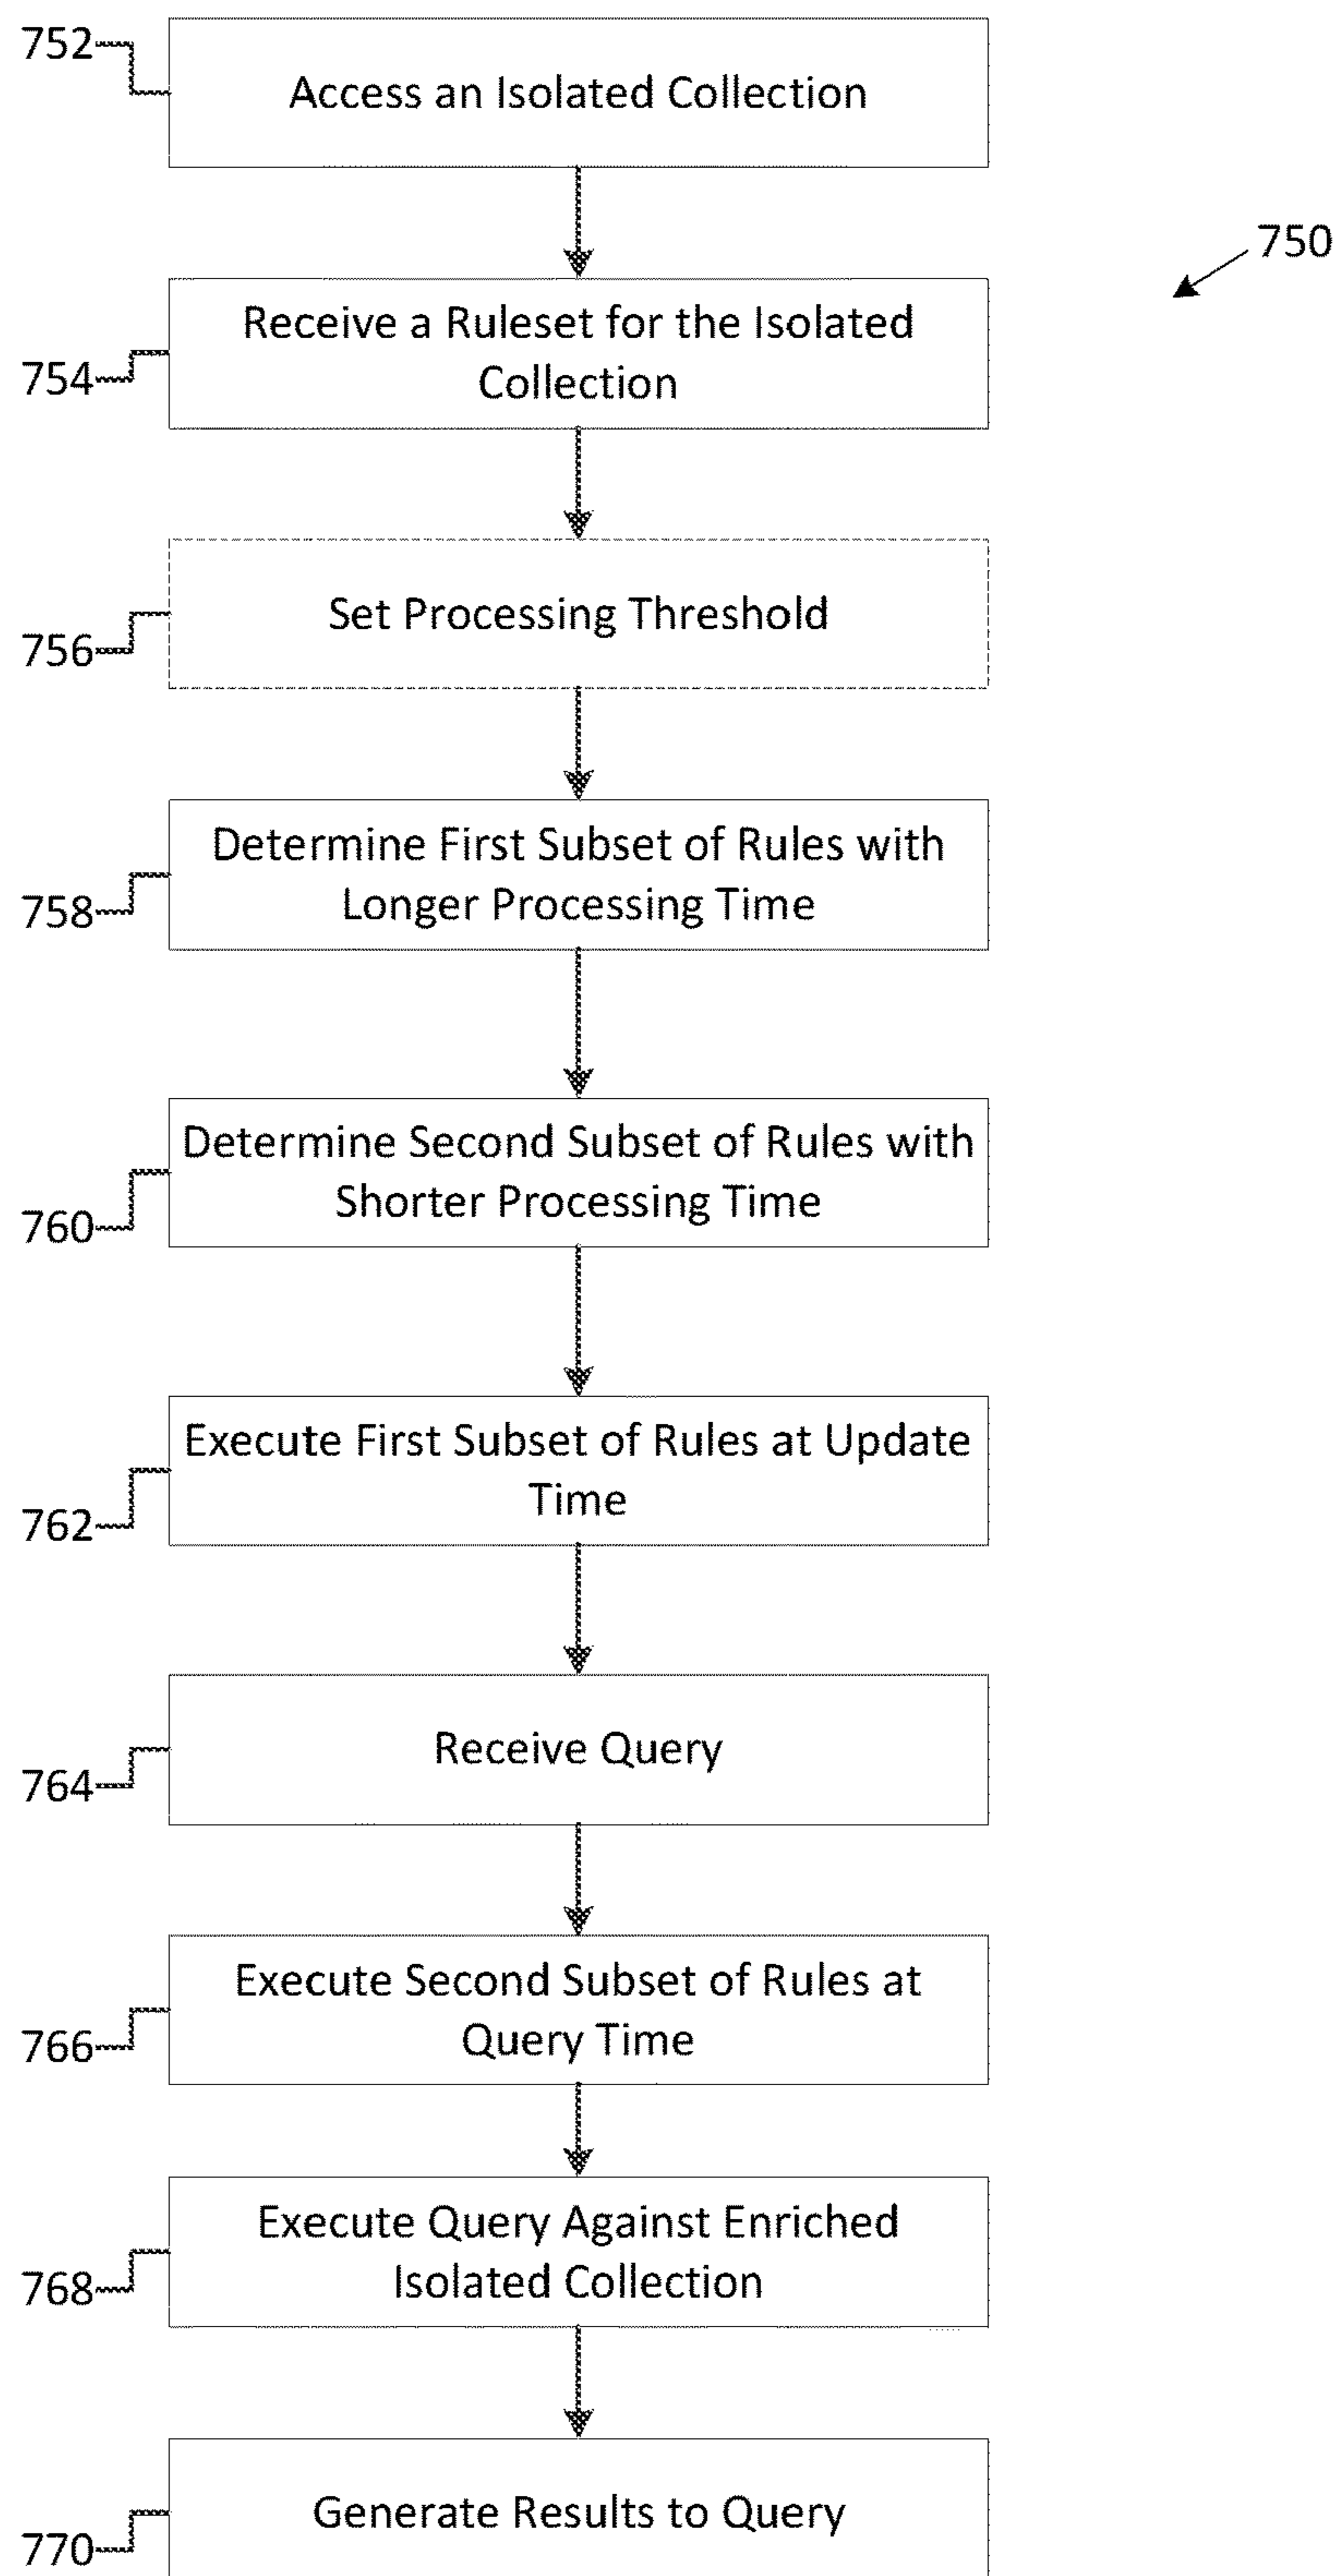 752
Access an Isolated Collection
750
Receive a Ruleset for the Isolated
Collection
754
Set Processing Threshold
756
Determine First Subset of Rules with
Longer Processing Time
758
Determine Second Subset of Rules with
Shorter Processing Time
760
Execute First Subset of Rules at Update
Time
762
Receive Query
764
Execute Second Subset of Rules at
Query Time
766
Execute Query Against Enriched
Isolated Collection
768
Generate Results to Query
770